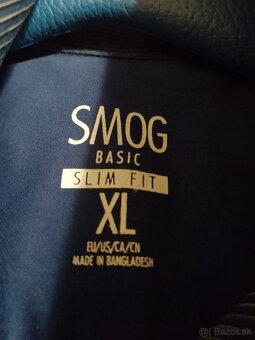 SMOG
BASIC
SLIM FIT
XL
EU/US/CA/CN
MADE IN BANGLADESH
Bazos.sk